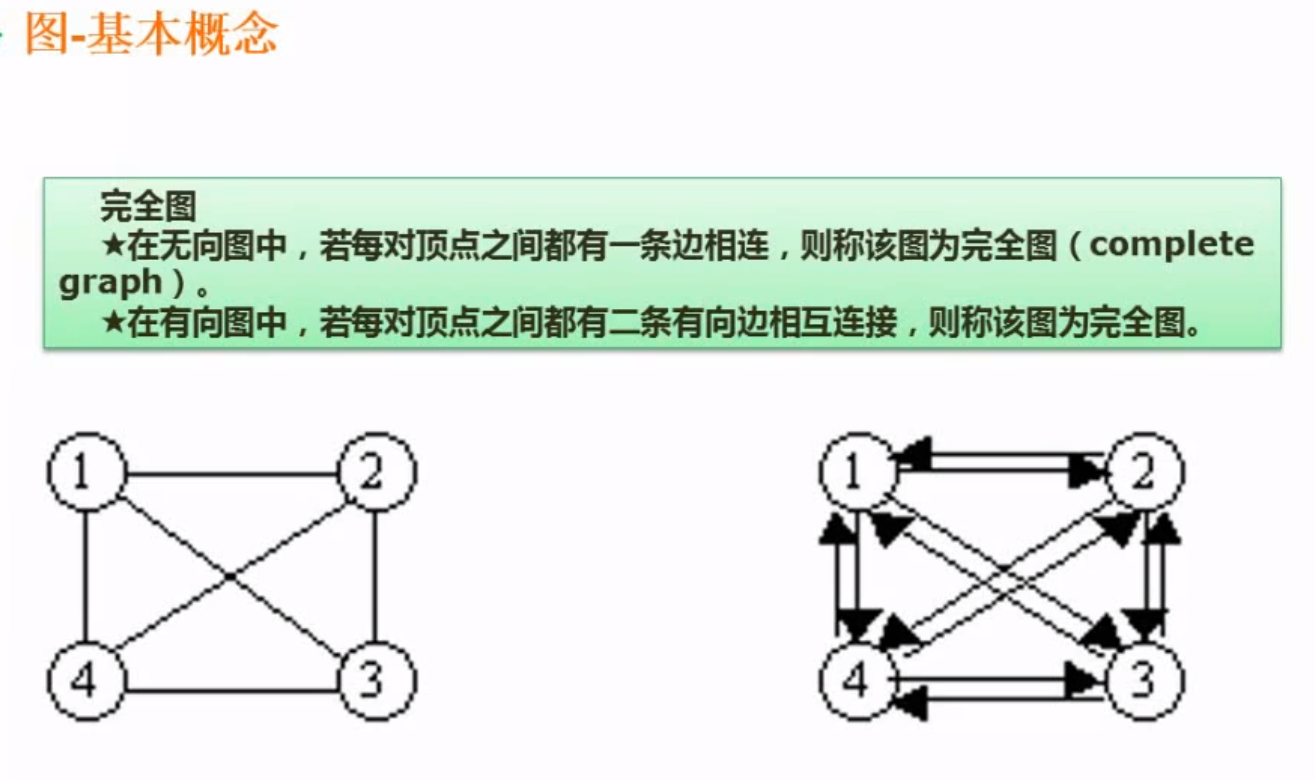 图-基本概念
完全图
★在无向图中，若每对顶点之间都有一条边相连，则称该图为完全图（complete
graph）。
★在有向图中，若每对顶点之间都有二条有向边相互连接，则称该图为完全图。
1 2 1 2
4 3 4 3